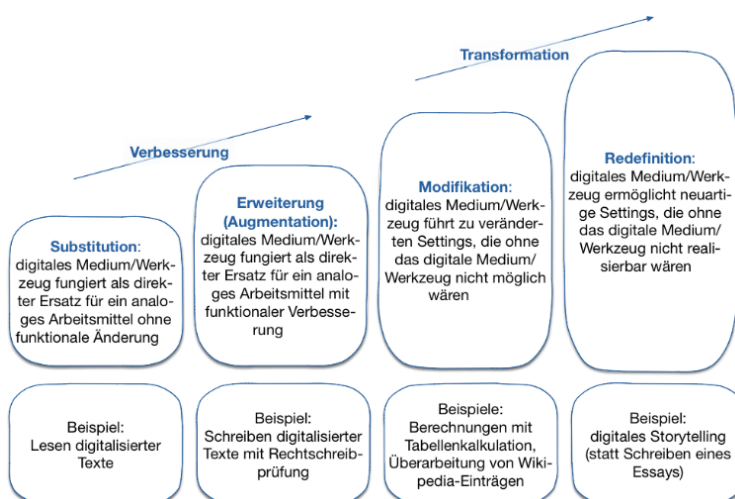 Transformation
Verbesserung
Substitution:
digitales Medium/Werk-
zeug fungiert als direk-
ter Ersatz für ein analo-
ges Arbeitsmittel ohne
funktionale Änderung
Erweiterung
(Augmentation):
digitales Medium/Werk-
zeug fungiert als direk-
ter Ersatz für ein analo-
ges Arbeitsmittel mit
funktionaler Verbesse-
rung
Modifikation:
digitales Medium/Werk-
zeug führt zu veränder-
ten Settings, die ohne
das digitale Medium/
Werkzeug nicht möglich
wären
Redefinition:
digitales Medium/Werk-
zeug ermöglicht neuarti-
ge Settings, die ohne
das digitale Medium/
Werkzeug nicht reali-
sierbar wären
Beispiel:
Lesen digitalisierter
Texte
Beispiel:
Schreiben digitalisierter
Texte mit Rechtschreib-
prüfung
Beispiele:
Berechnungen mit
Tabellenkalkulation,
Überarbeitung von Wiki-
pedia-Einträgen
Beispiel:
digitales Storytelling
(statt Schreiben eines
Essays)